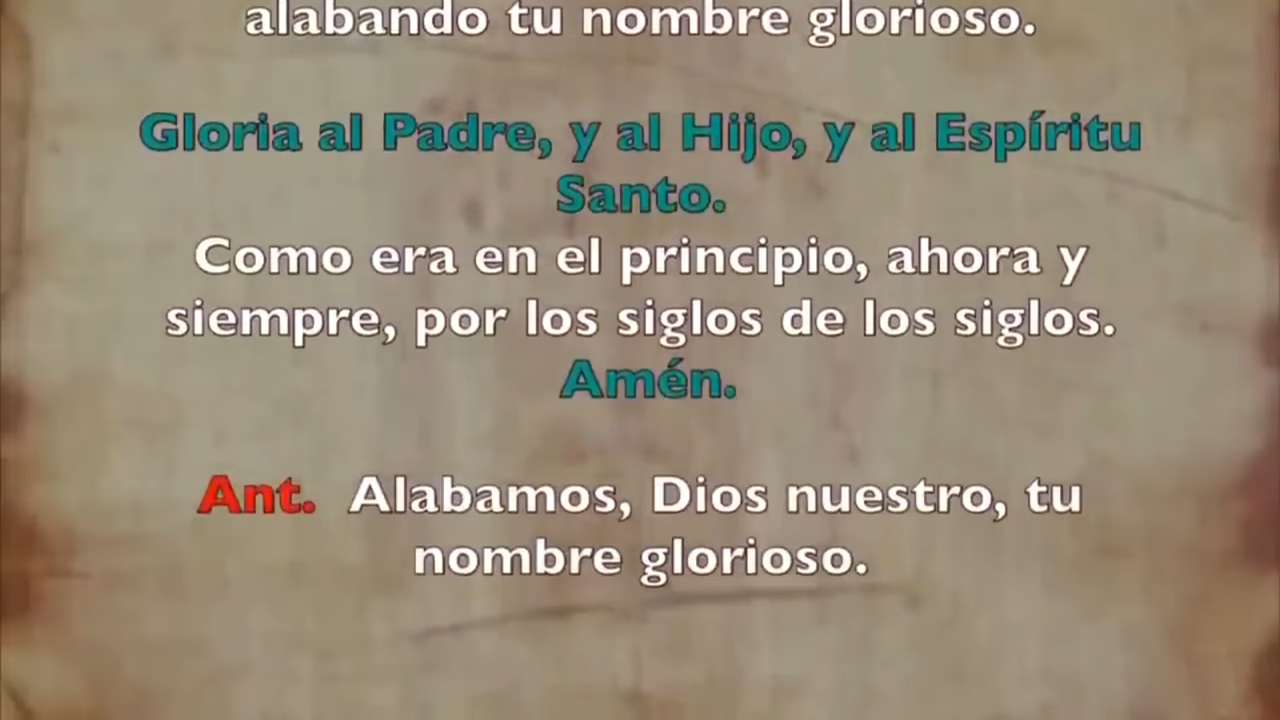 alabando tu nombre glorioso.
Gloria al Padre, y al Hijo, y al Espíritu
Santo.
Como era en el principio, ahora y
siempre, por los siglos de los siglos.
Amén.
Ant. Alabamos, Dios nuestro, tu
nombre glorioso.